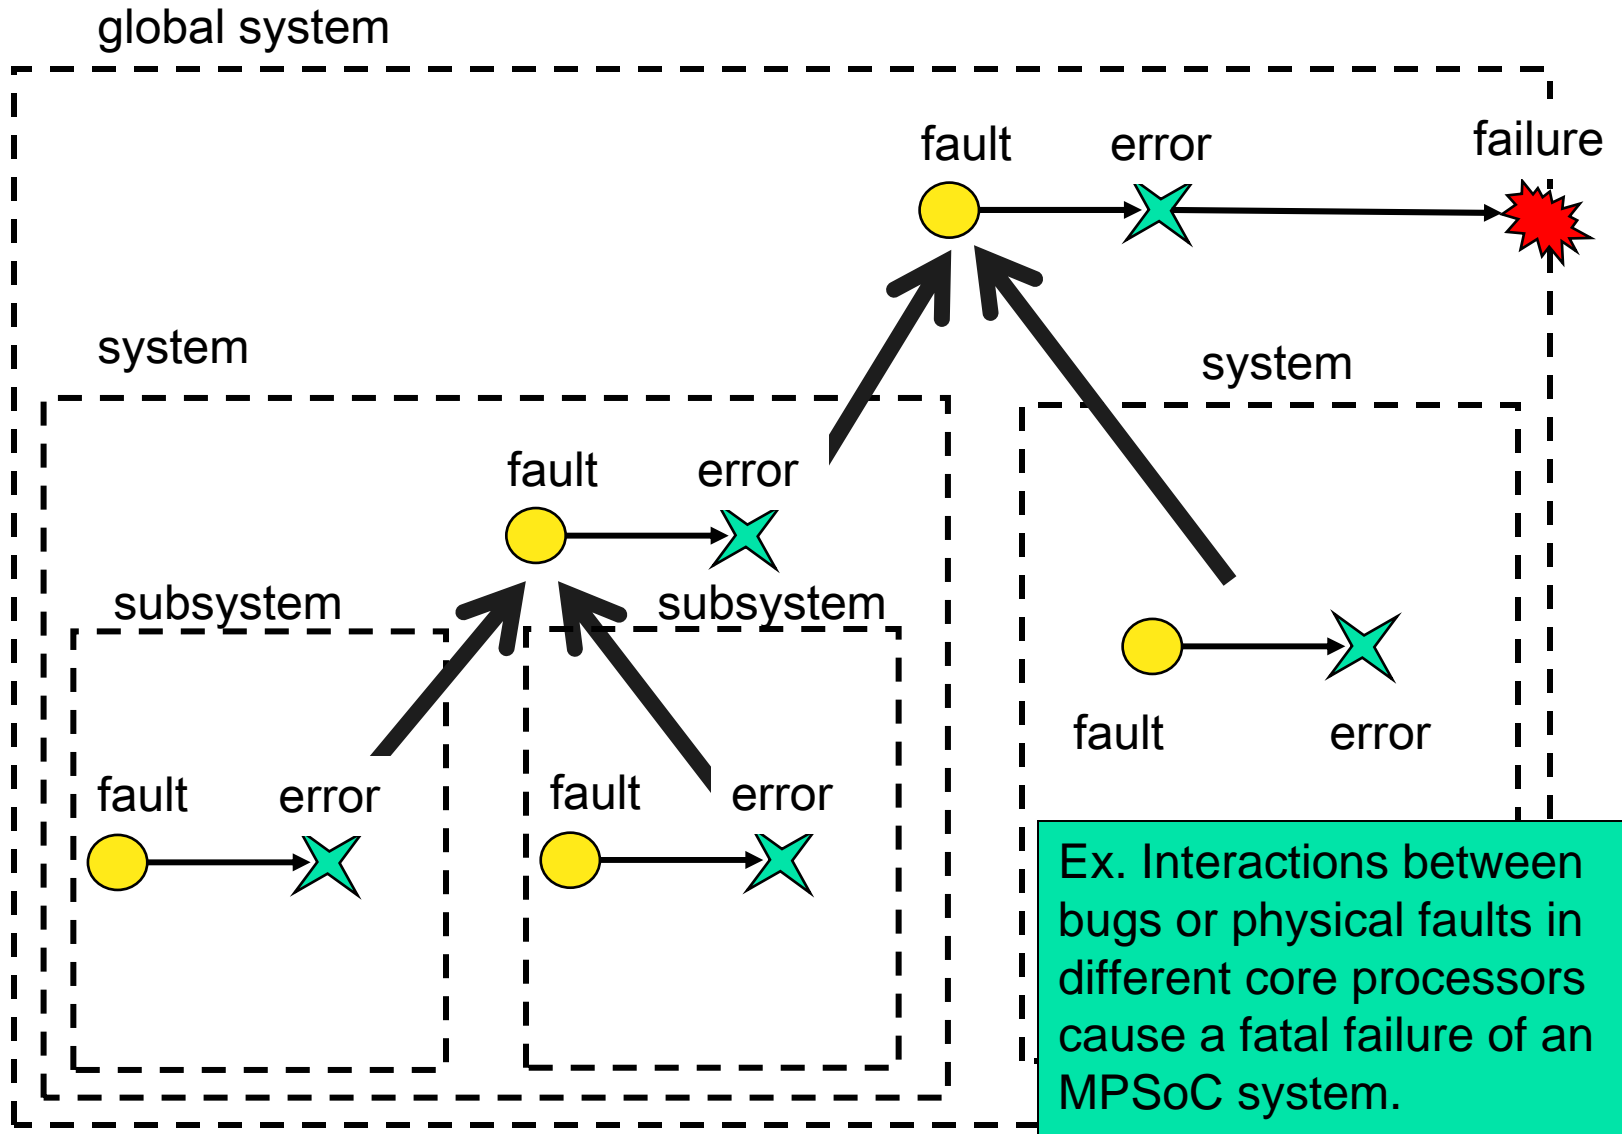 global system
fault error failure
system
system
fault error
subsystem subsystem
fault error
fault error fault error
Ex. Interactions between
bugs or physical faults in
different core processors
cause a fatal failure of an
MPSoC system.